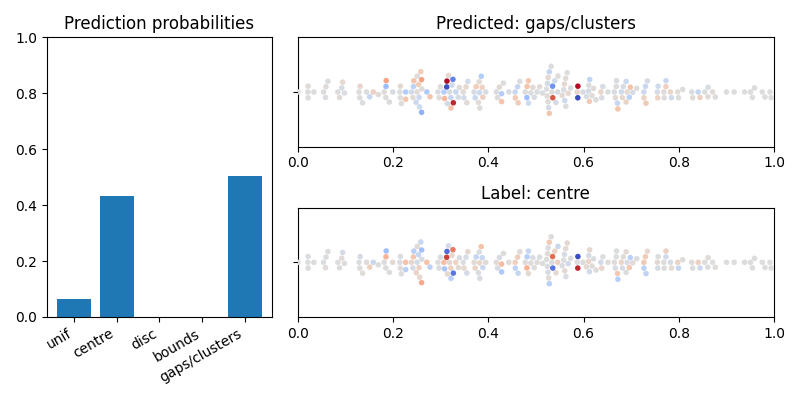 Prediction probabilities
1.0
0.8
0.6
0.4
0.2
0.0
unif
centre
disc
bounds
gaps/clusters
Predicted: gaps/clusters
0.0 0.2 0.4 0.6 0.8 1.0
Label: centre
0.0 0.2 0.4 0.6 0.8 1.0